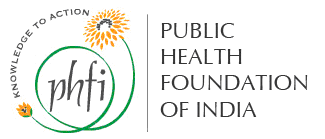 KNOWLEDGE TO ACTION
phfi
PUBLIC
HEALTH
FOUNDATION
OF INDIA